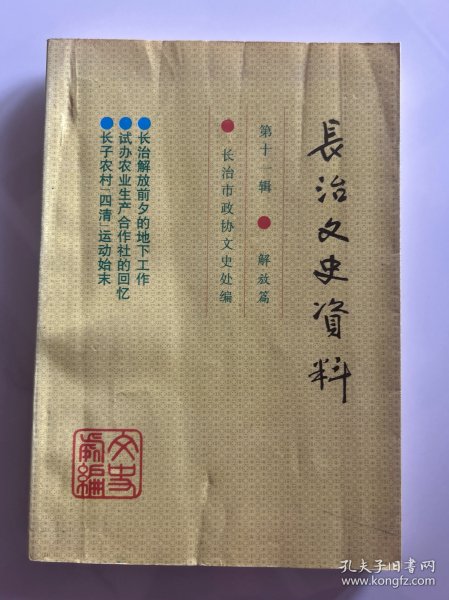 長治文史資料
第十一辑 ● 解放篇
● 长治市政协文史处编
● 长治解放前夕的地下工作
● 试办农业生产合作社的回忆
● 长子农村「四清」运动始末
文史
處編
孔夫子旧书网
www.kongfz.com